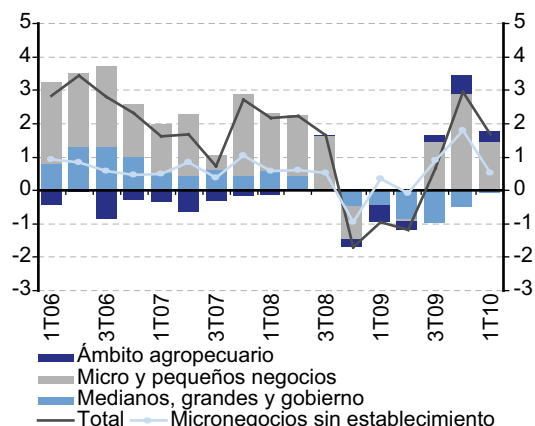 5 5
4 4
3 3
2 2
1 1
0 0
-1 -1
-2 -2
-3 -3
1T06 3T06 1T07 3T07 1T08 3T08 1T09 3T09 1T10
Ámbito agropecuario
Micro y pequeños negocios
Medianos, grandes y gobierno
Total Micronegocios sin establecimiento